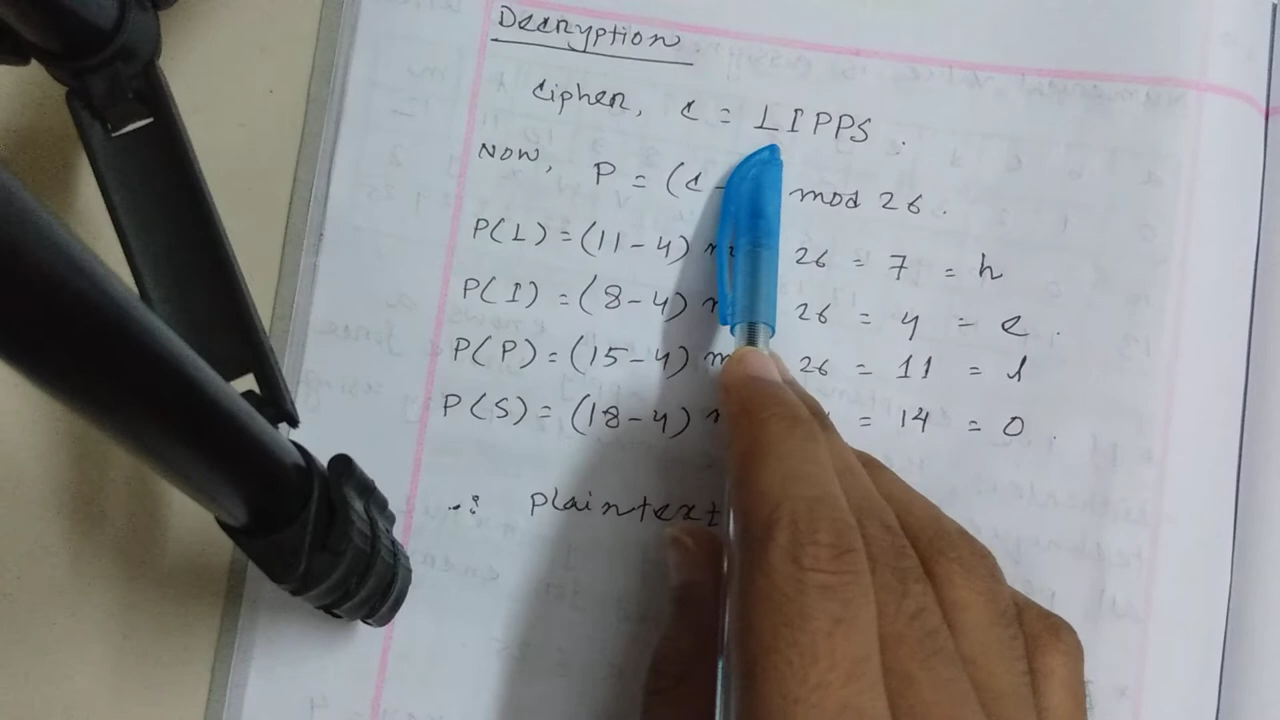 Decryption
Cipher, C = LIPPS.
Now, P = (C - mod 26.
P(L) = (11-4) 26 = 7 = h
P(I) = (8-4) 26 = 4 = e.
P(P) = (15-4) 26 = 11 = l
P(S) = (18-4) = 14 = o.
∴ Plaintext